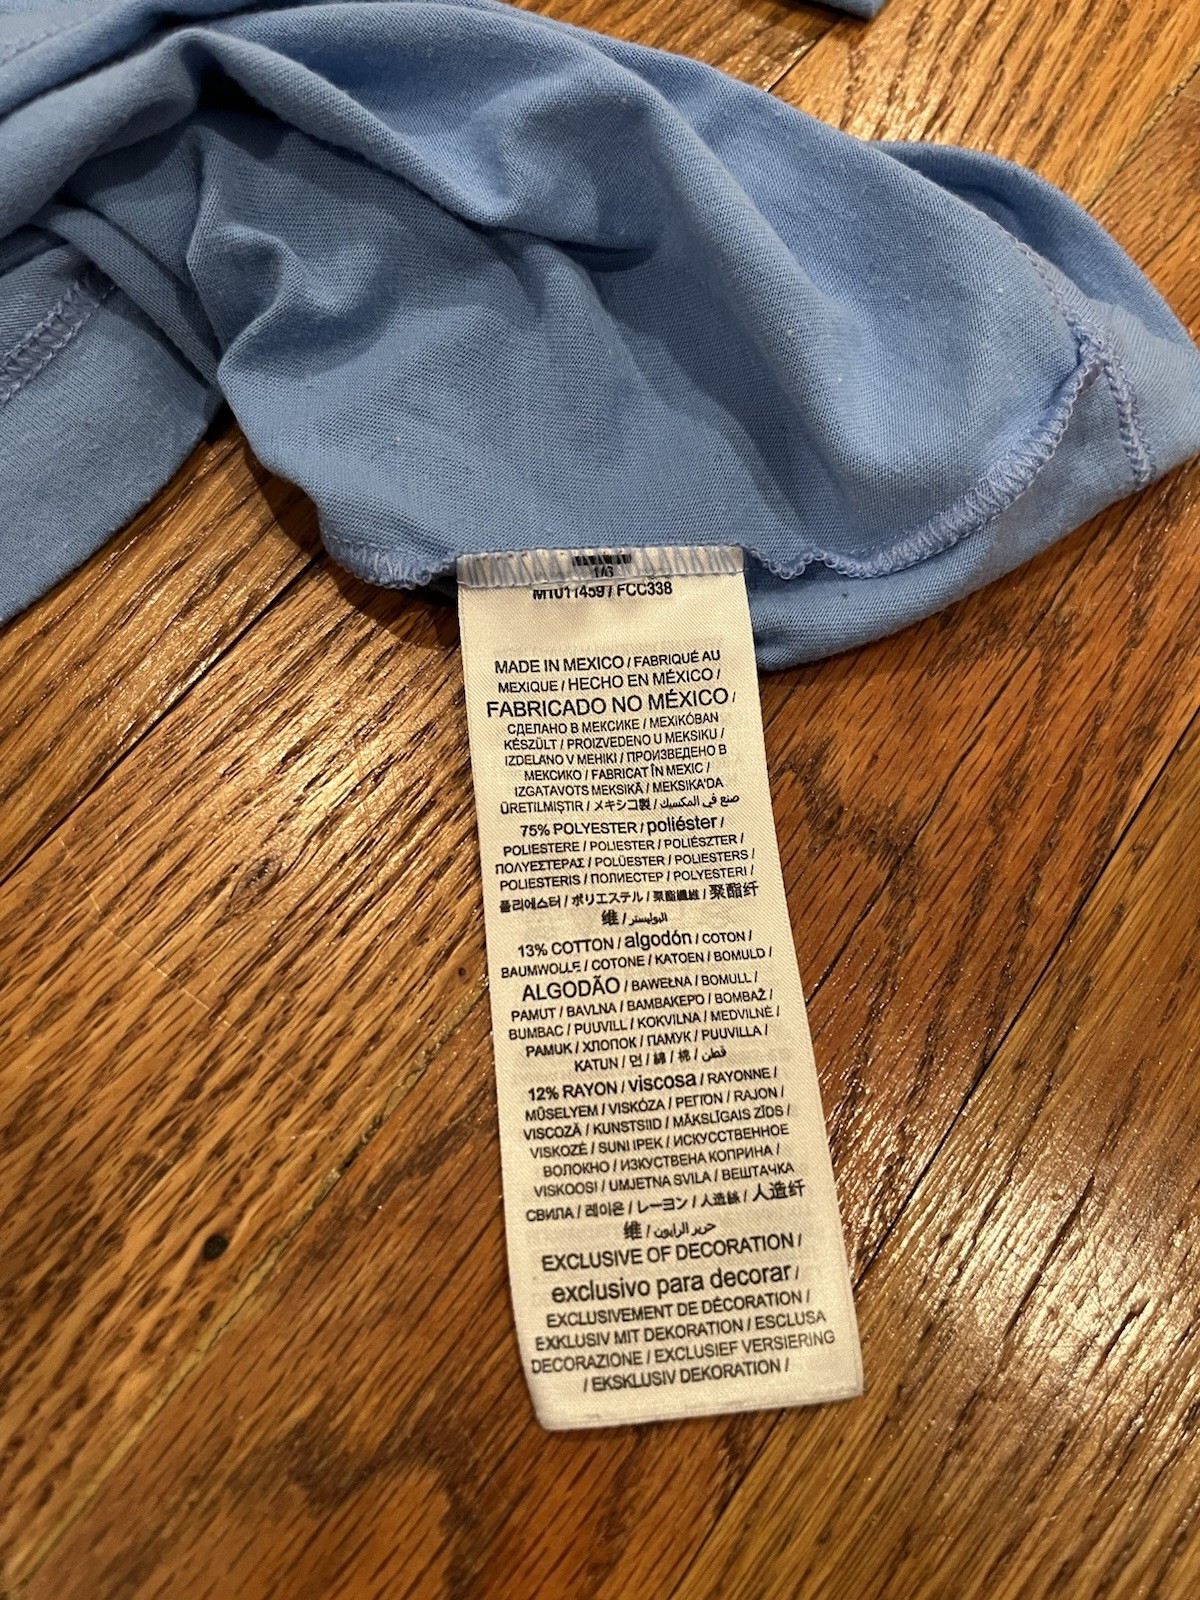 1/3
M1011459 / FCC338
MADE IN MEXICO / FABRIQUÉ AU
MEXIQUE / HECHO EN MÉXICO /
FABRICADO NO MÉXICO /
СДЕЛАНО В МЕКСИКЕ / MEXIKÓBAN
KÉSZÜLT / PROIZVEDENO U MEKSIKU /
IZDELANO V MEHIKI / ПРОИЗВЕДЕНО В
МЕКСИКО / FABRICAT ÎN MEXIC /
IZGATAVOTS MEKSIKĀ / MEKSIKA'DA
ÜRETILMIŞTIR / メキシコ製 / صنع في المكسيك
75% POLYESTER / poliéster /
POLIESTERE / POLIESTER / POLIÉSZTER /
ΠΟΛΥΕΣΤΕΡΑΣ / POLÜESTER / POLIESTERS /
POLIESTERIS / ПОЛИЕСТЕР / POLYESTERI /
폴리에스터 / ポリエステル / 聚酯纖維 / 聚酯纤
维 / البوليستر
13% COTTON / algodón / COTON /
BAUMWOLLE / COTONE / KATOEN / BOMULD /
ALGODÃO / BAWEŁNA / BOMULL /
PAMUT / BAVLNA / ΒΑΜΒΑΚΕΡΌ / BOMBAŽ /
BUMBAC / PUUVILL / KOKVILNA / MEDVILNĖ /
PAMUK / ХЛОПОК / ПАМУК / PUUVILLA /
KATUN / 면 / 綿 / 棉 / قطن
12% RAYON / viscosa / RAYONNE /
MŰSELYEM / VISKÓZA / ΡΕΓΙΟΝ / RAJON /
VISCOZĂ / KUNSTSIID / MĀKSLĪGAIS ZĪDS /
VISKOZĖ / SUNI IPEK / ИСКУССТВЕННОЕ
ВОЛОКНО / ИЗКУСТВЕНА КОПРИНА /
VISKOOSI / UMJETNA SVILA / ВЕШТАЧКА
СВИЛА / 레이온 / レーヨン / 人造絲 / 人造纤
维 / حرير الرايون
EXCLUSIVE OF DECORATION /
exclusivo para decorar /
EXCLUSIVEMENT DE DÉCORATION /
EXKLUSIV MIT DEKORATION / ESCLUSA
DECORAZIONE / EXCLUSIEF VERSIERING
/ EKSKLUSIV DEKORATION /